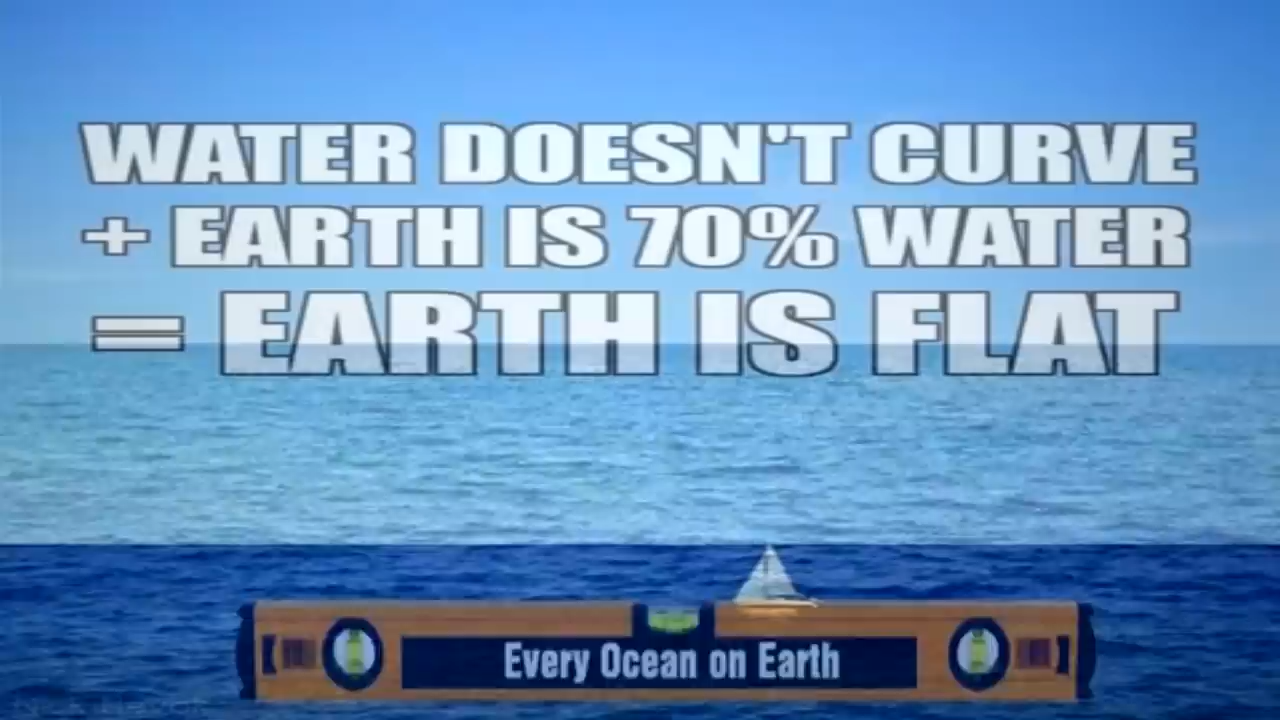 WATER DOESN'T CURVE
+ EARTH IS 70% WATER
= EARTH IS FLAT
Every Ocean on Earth